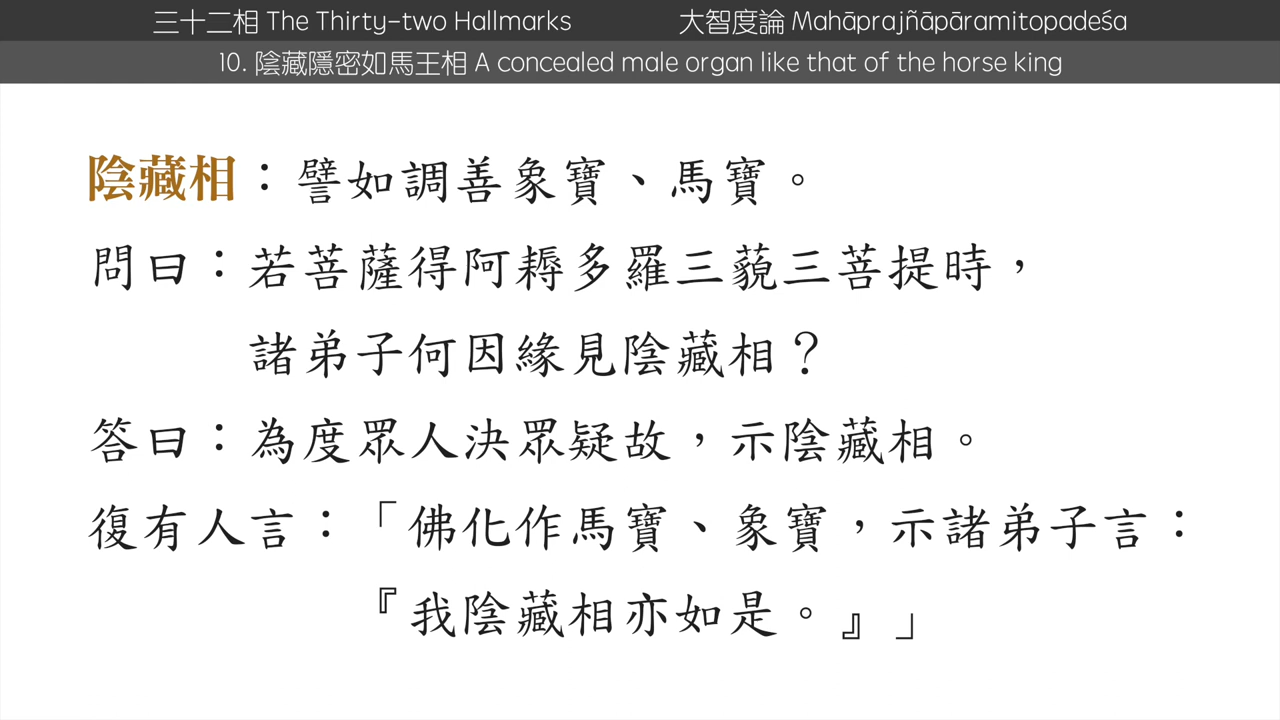 三十二相 The Thirty-two Hallmarks 大智度論 Mahāprajñāpāramitopadeśa
10. 陰藏隱密如馬王相 A concealed male organ like that of the horse king
陰藏相：譬如調善象寶、馬寶。
問曰：若菩薩得阿耨多羅三藐三菩提時，
諸弟子何因緣見陰藏相？
答曰：為度眾人決眾疑故，示陰藏相。
復有人言：「佛化作馬寶、象寶，示諸弟子言：
『我陰藏相亦如是。』」